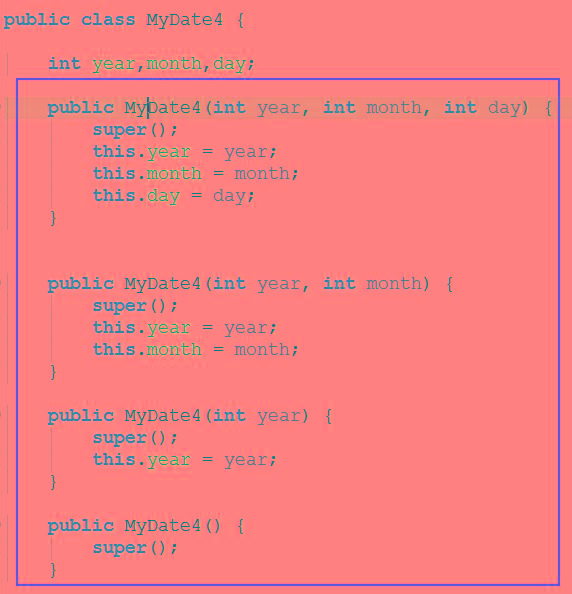 public class MyDate4 {
int year,month,day;
public MyDate4(int year, int month, int day) {
super();
this.year = year;
this.month = month;
this.day = day;
}
public MyDate4(int year, int month) {
super();
this.year = year;
this.month = month;
}
public MyDate4(int year) {
super();
this.year = year;
}
public MyDate4() {
super();
}